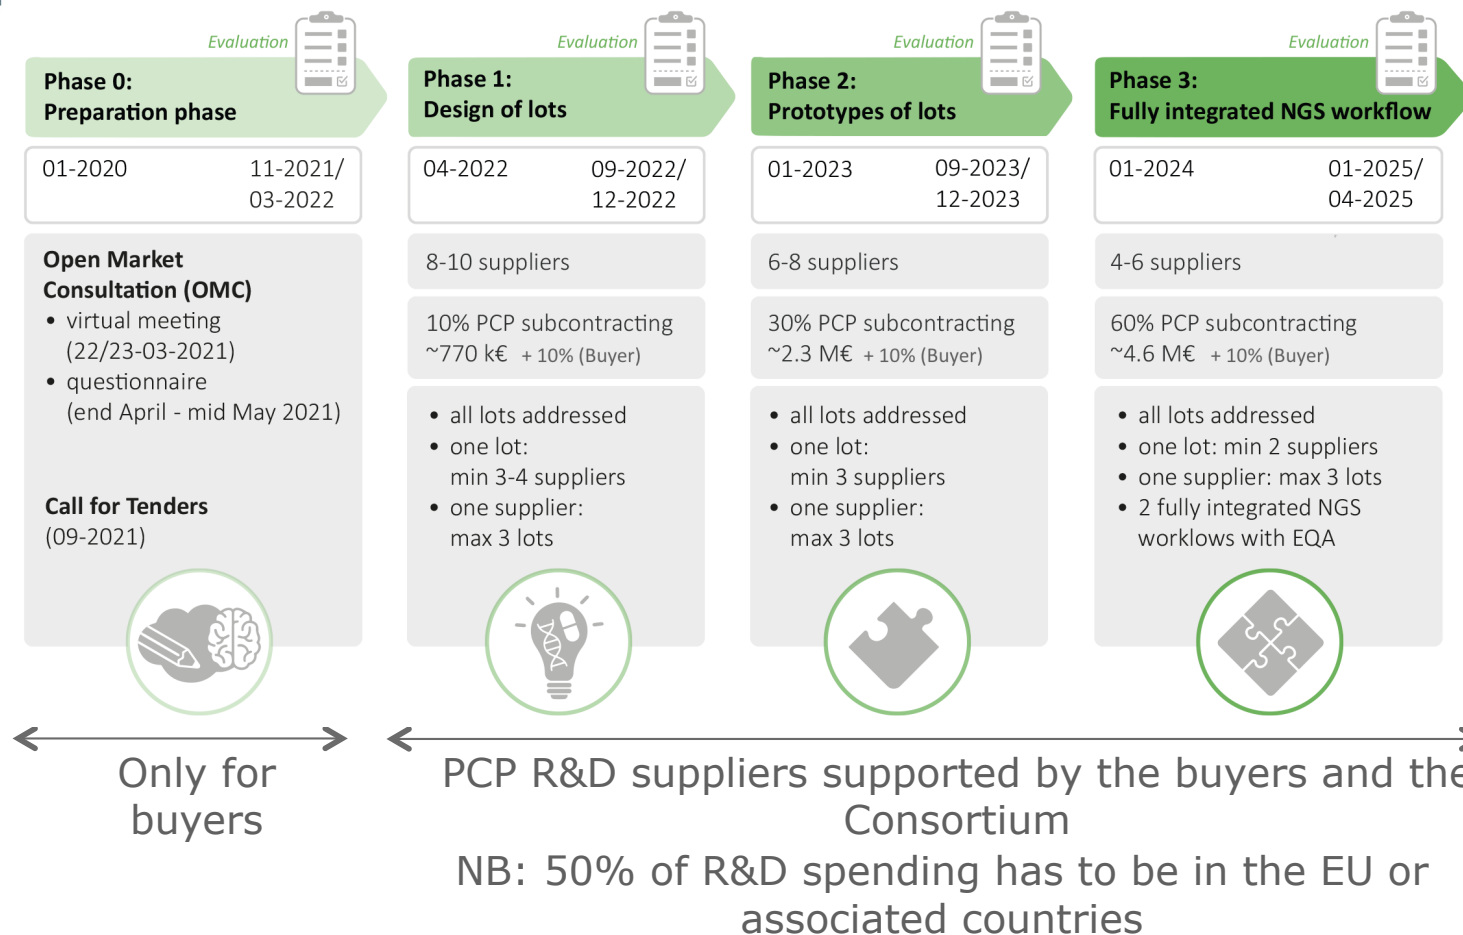 Evaluation
Phase 0:
Preparation phase
01-2020
11-2021/
03-2022
Open Market
Consultation (OMC)
• virtual meeting
(22/23-03-2021)
• questionnaire
(end April - mid May 2021)
Call for Tenders
(09-2021)
Only for
buyers
Evaluation
Phase 1:
Design of lots
04-2022
09-2022/
12-2022
8-10 suppliers
10% PCP subcontracting
~770 k€ + 10% (Buyer)
• all lots addressed
• one lot:
min 3-4 suppliers
• one supplier:
max 3 lots
Evaluation
Phase 2:
Prototypes of lots
01-2023
09-2023/
12-2023
6-8 suppliers
30% PCP subcontracting
~2.3 M€ + 10% (Buyer)
• all lots addressed
• one lot:
min 3 suppliers
• one supplier:
max 3 lots
Evaluation
Phase 3:
Fully integrated NGS workflow
01-2024
01-2025/
04-2025
4-6 suppliers
60% PCP subcontracting
~4.6 M€ + 10% (Buyer)
• all lots addressed
• one lot: min 2 suppliers
• one supplier: max 3 lots
• 2 fully integrated NGS
worklows with EQA
PCP R&D suppliers supported by the buyers and the
Consortium
NB: 50% of R&D spending has to be in the EU or
associated countries